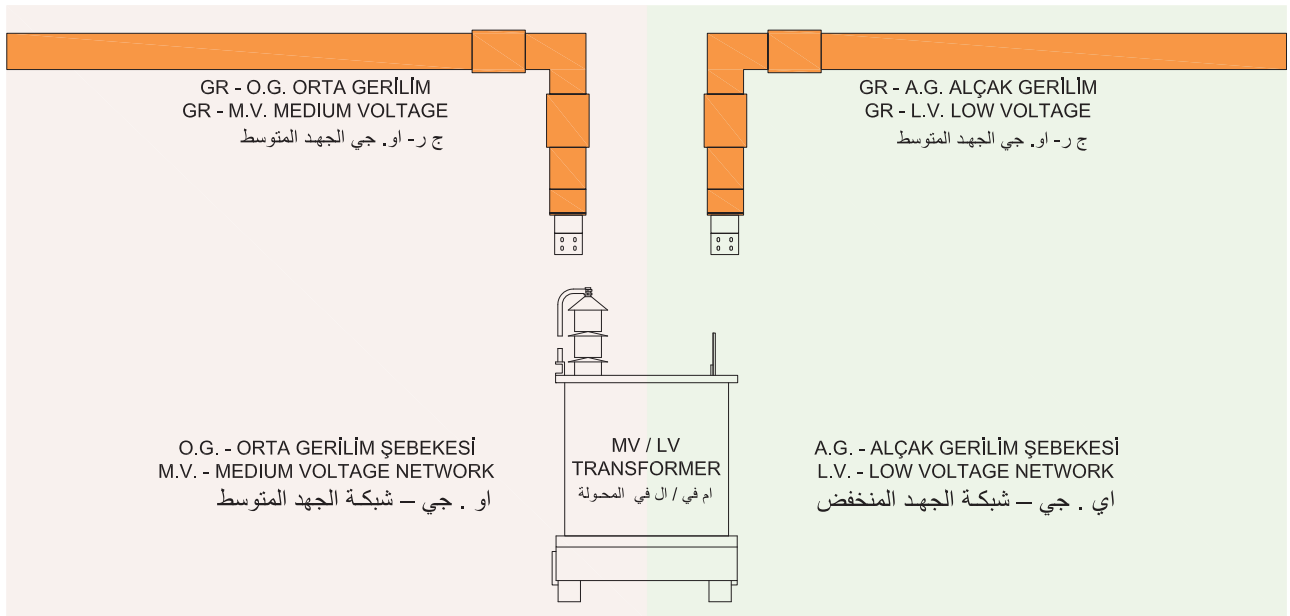 GR - O.G. ORTA GERİLİM
GR - M.V. MEDIUM VOLTAGE
ج ر- او. جي الجهد المتوسط
GR - A.G. ALÇAK GERİLİM
GR - L.V. LOW VOLTAGE
ج ر- او. جي الجهد المتوسط
O.G. - ORTA GERİLİM ŞEBEKESİ
M.V. - MEDIUM VOLTAGE NETWORK
او . جي – شبكة الجهد المتوسط
MV / LV
TRANSFORMER
ام في / ال في المحولة
A.G. - ALÇAK GERİLİM ŞEBEKESİ
L.V. - LOW VOLTAGE NETWORK
اي . جي – شبكة الجهد المنخفض